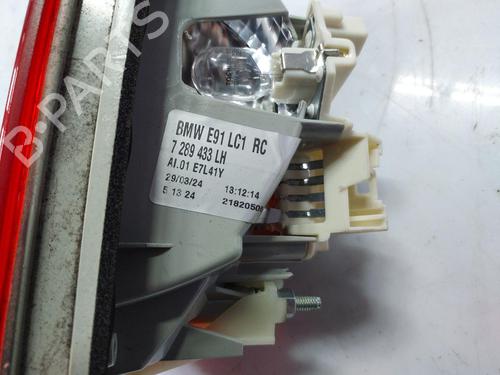 B-PARTS
BMW E91 LC1 RC
7 289 433 LH
AI.01 E7L41Y
29/03/24 13:12:14
5 13 24 2182050